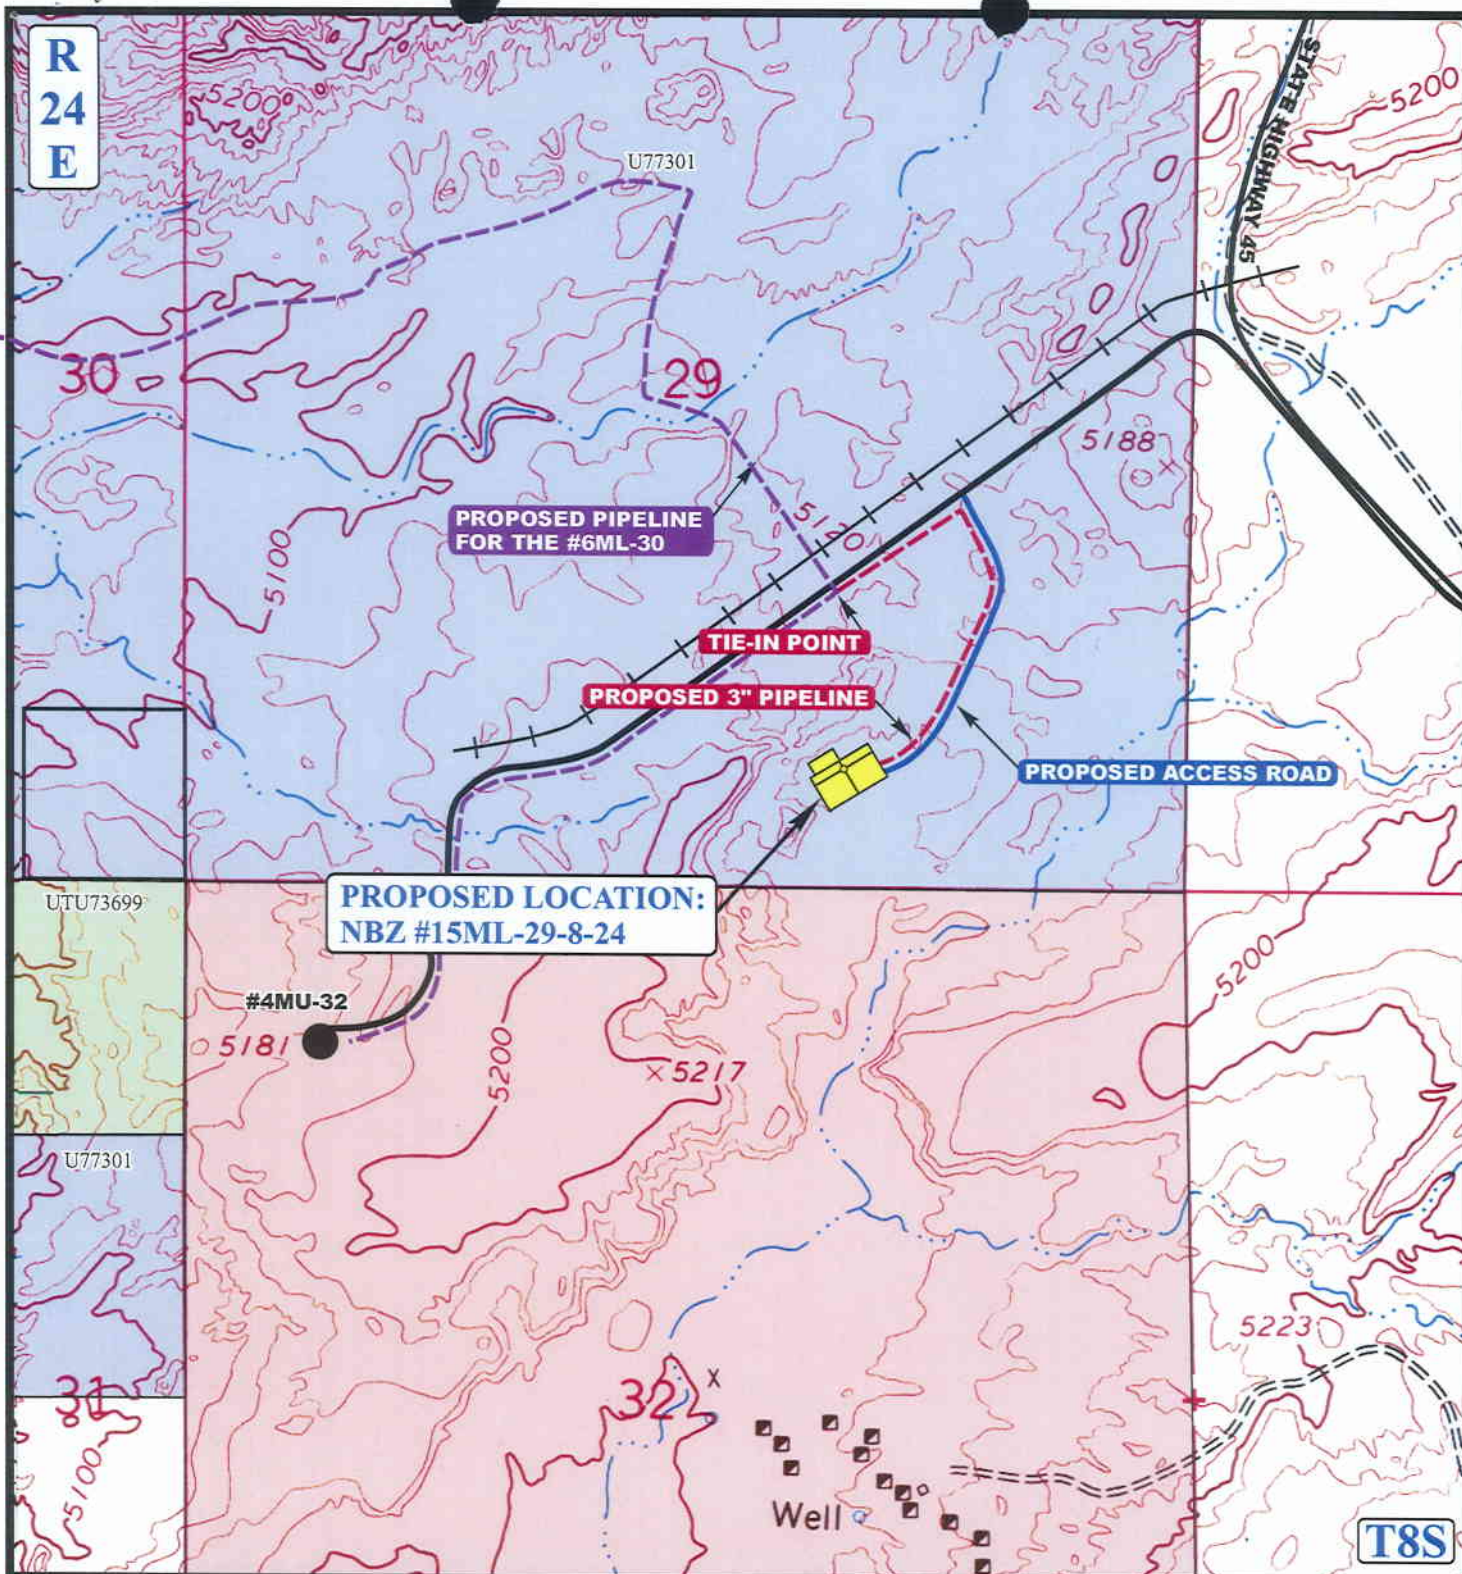 R
24
E
5200
STATE HIGHWAY 45
5200
U77301
30
29
5188
PROPOSED PIPELINE
FOR THE #6ML-30
5120
5100
TIE-IN POINT
PROPOSED 3" PIPELINE
PROPOSED ACCESS ROAD
UTU73699
PROPOSED LOCATION:
NBZ #15ML-29-8-24
5200
#4MU-32
5181
5200
5217
U77301
5223
31
32
5100
Well
T8S